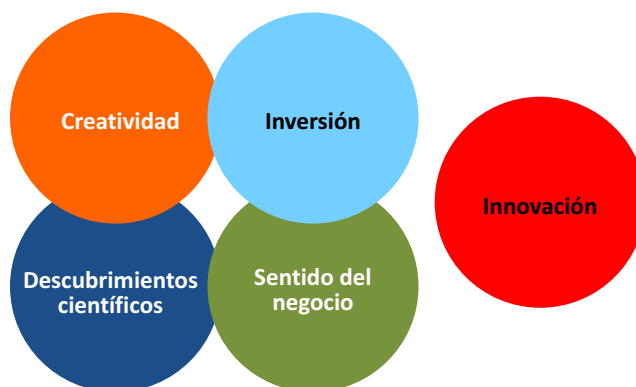 Creatividad
Inversión
Innovación
Descubrimientos
científicos
Sentido del
negocio